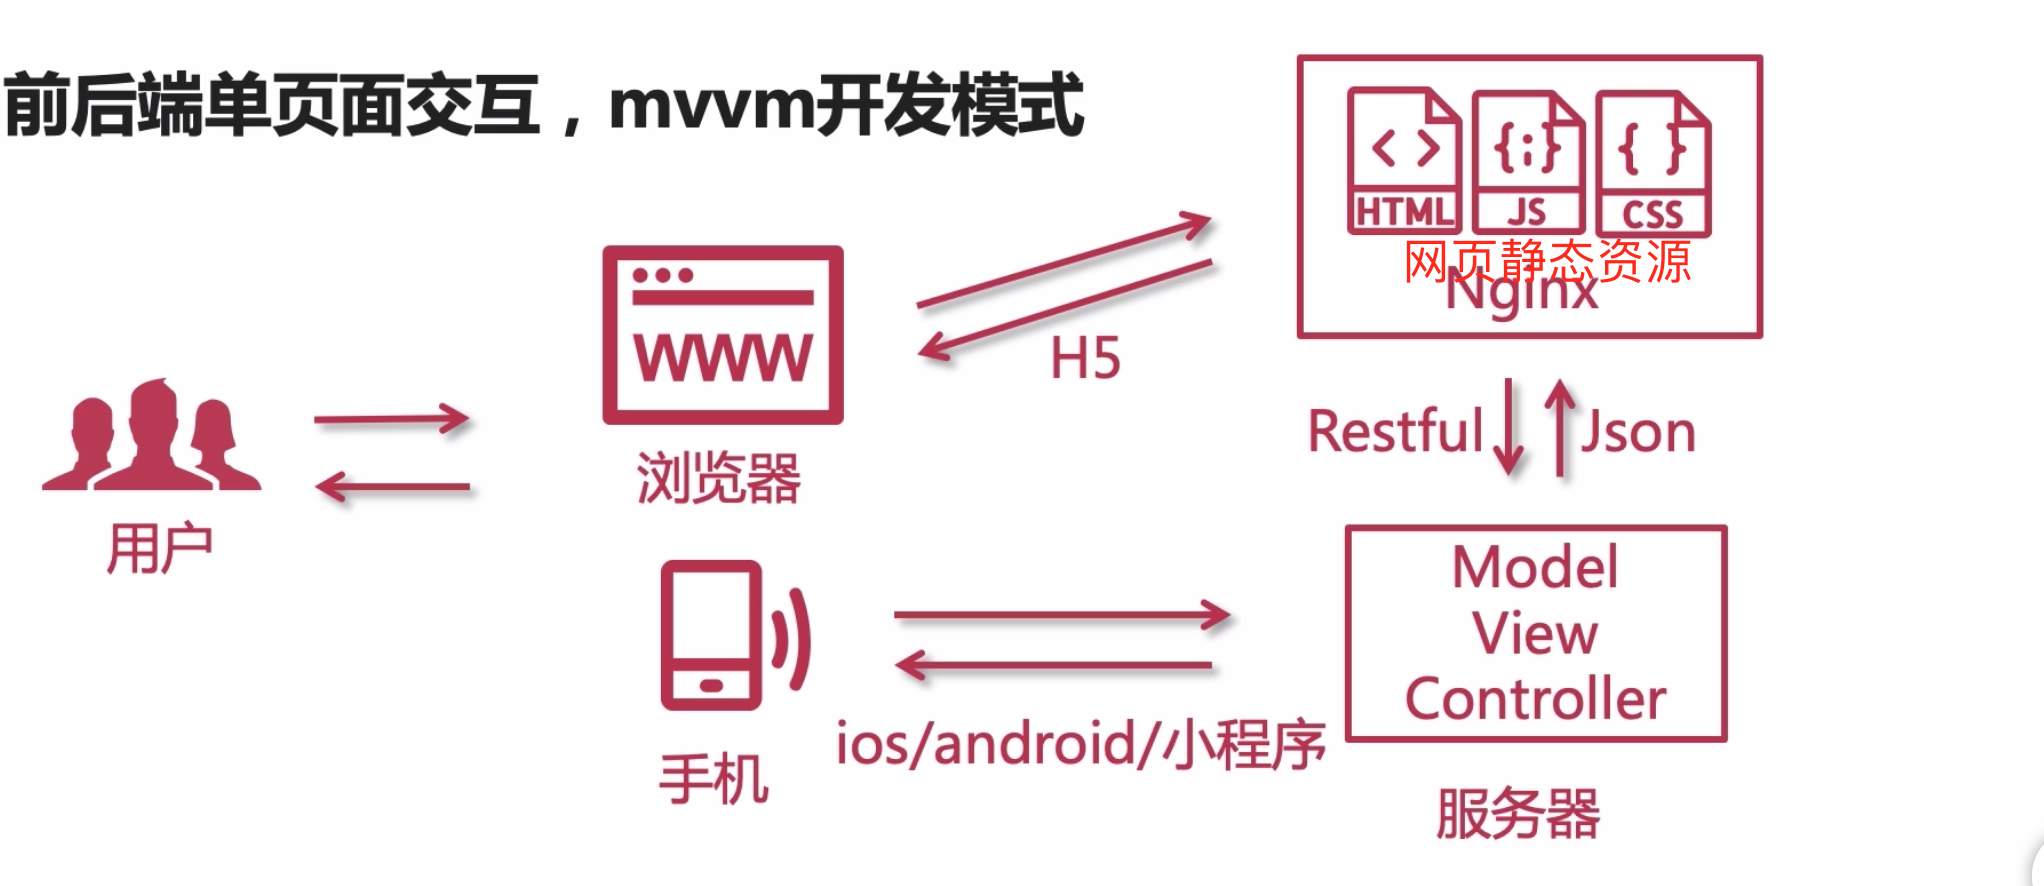 前后端单页面交互，mvvm开发模式
HTML
JS
CSS
网页静态资源
Nginx
WWW
H5
浏览器
用户
Restful
Json
Model
View
Controller
ios/android/小程序
手机
服务器